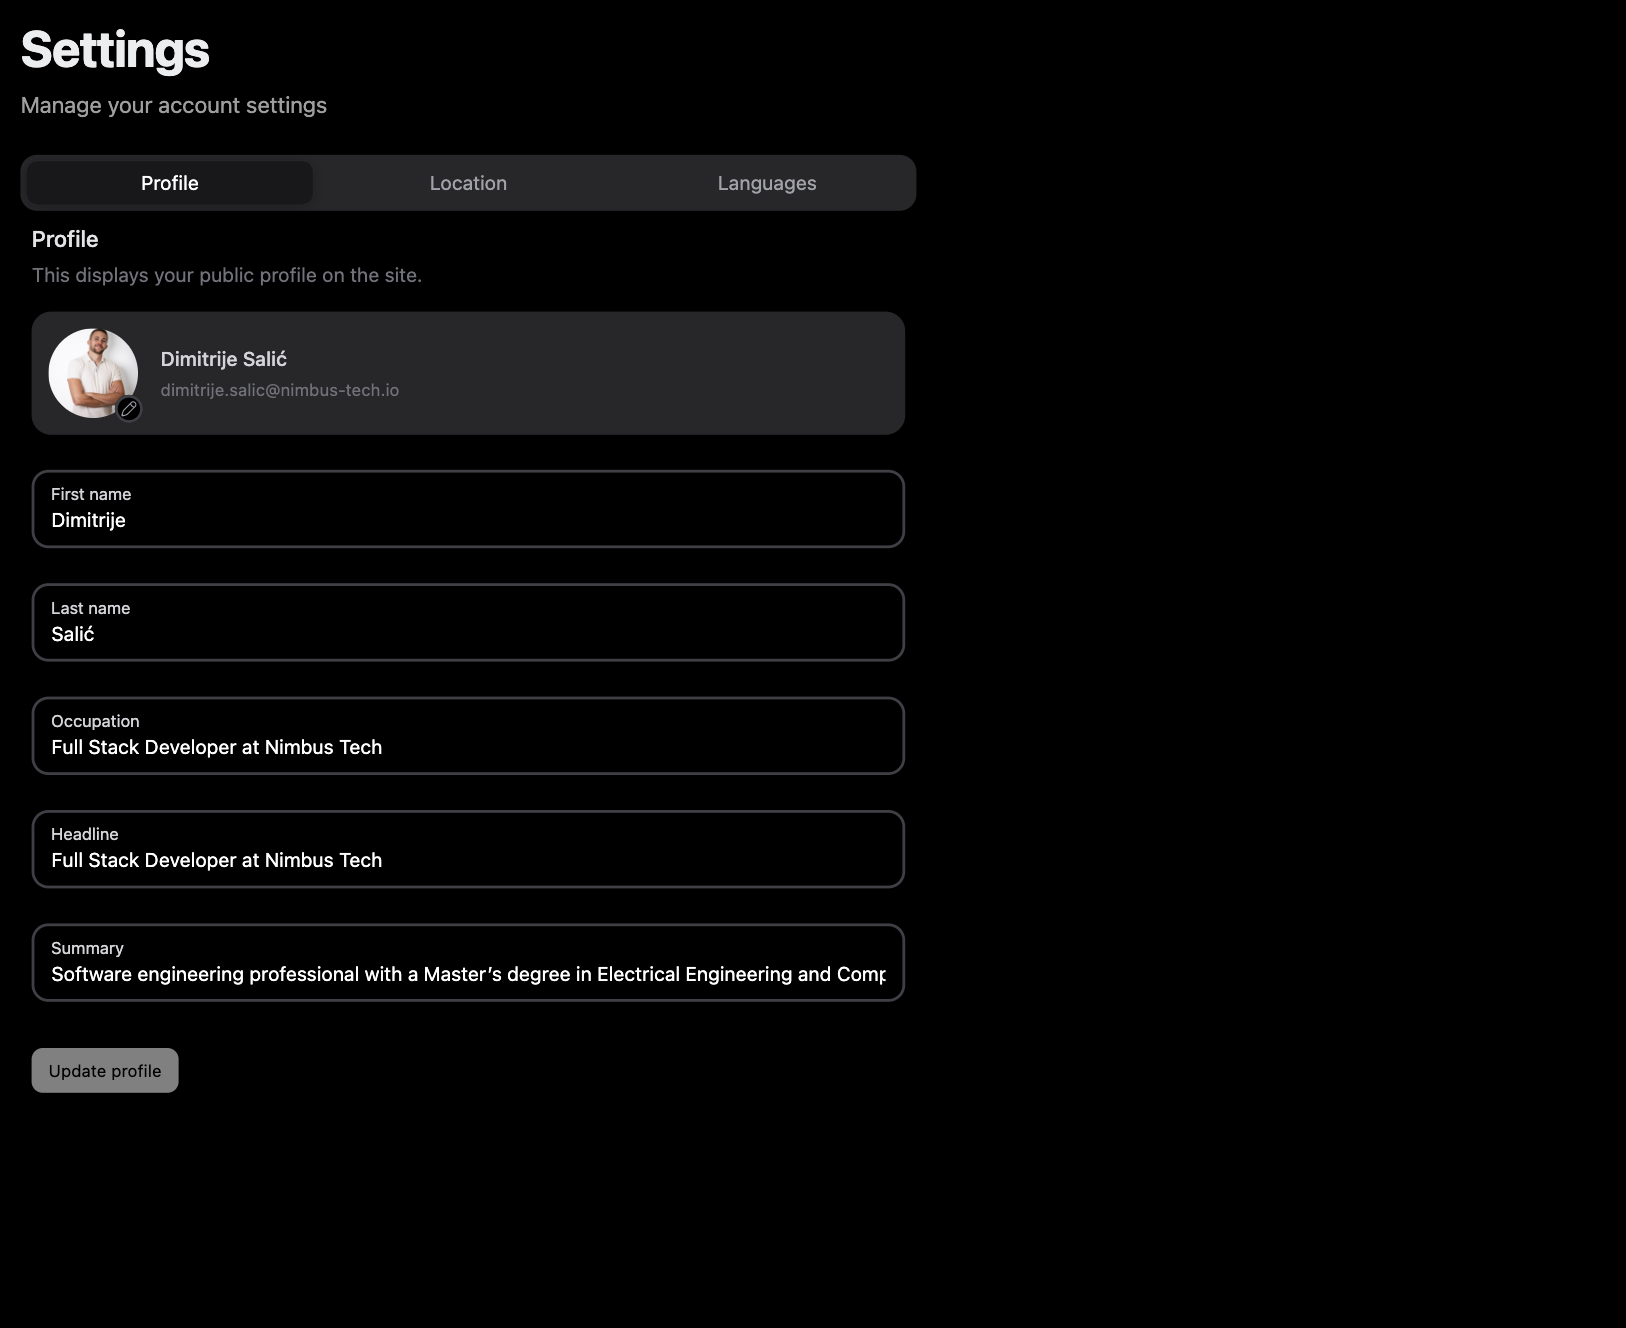 Settings
Manage your account settings
Profile
Location
Languages
Profile
This displays your public profile on the site.
Dimitrije Salić
dimitrije.salic@nimbus-tech.io
First name
Dimitrije
Last name
Salić
Occupation
Full Stack Developer at Nimbus Tech
Headline
Full Stack Developer at Nimbus Tech
Summary
Software engineering professional with a Master’s degree in Electrical Engineering and Comp
Update profile